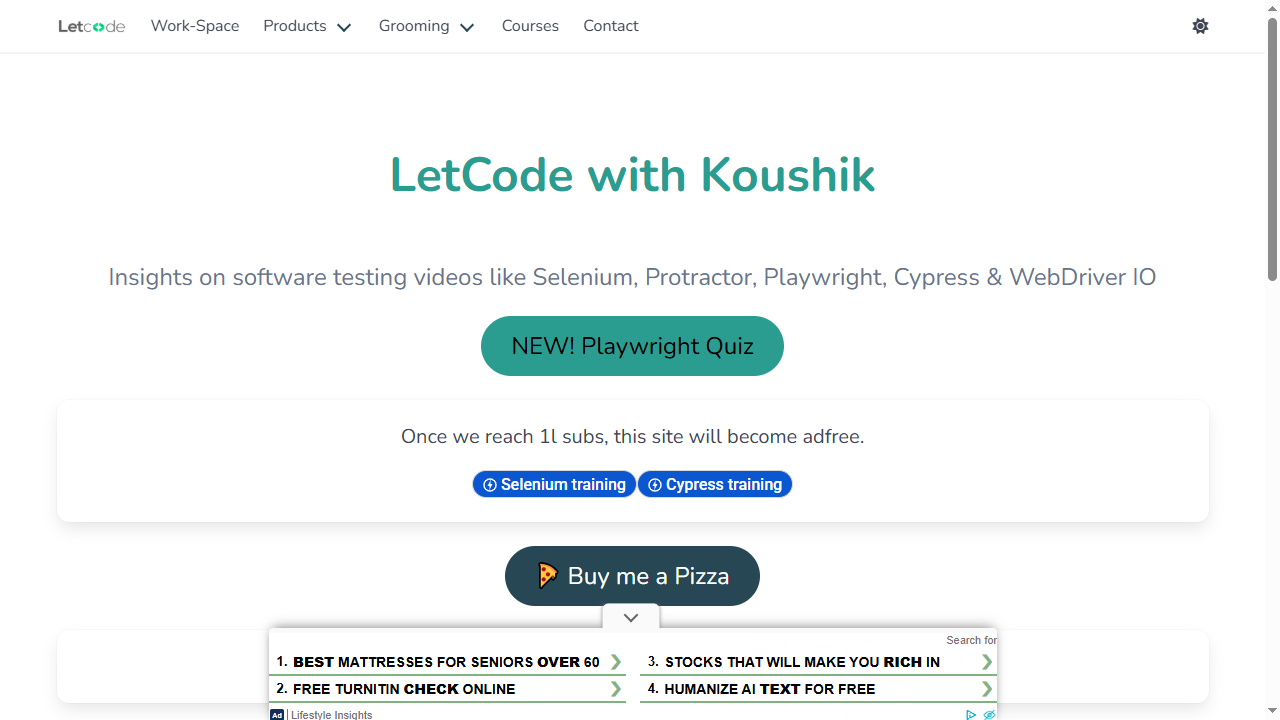 Letcode Work-Space Products Grooming Courses Contact
LetCode with Koushik
Insights on software testing videos like Selenium, Protractor, Playwright, Cypress & WebDriver IO
NEW! Playwright Quiz
Once we reach 1l subs, this site will become adfree.
Selenium training Cypress training
Buy me a Pizza
Search for
1. BEST MATTRESSES FOR SENIORS OVER 60
2. FREE TURNITIN CHECK ONLINE
3. STOCKS THAT WILL MAKE YOU RICH IN
4. HUMANIZE AI TEXT FOR FREE
Ad | Lifestyle Insights